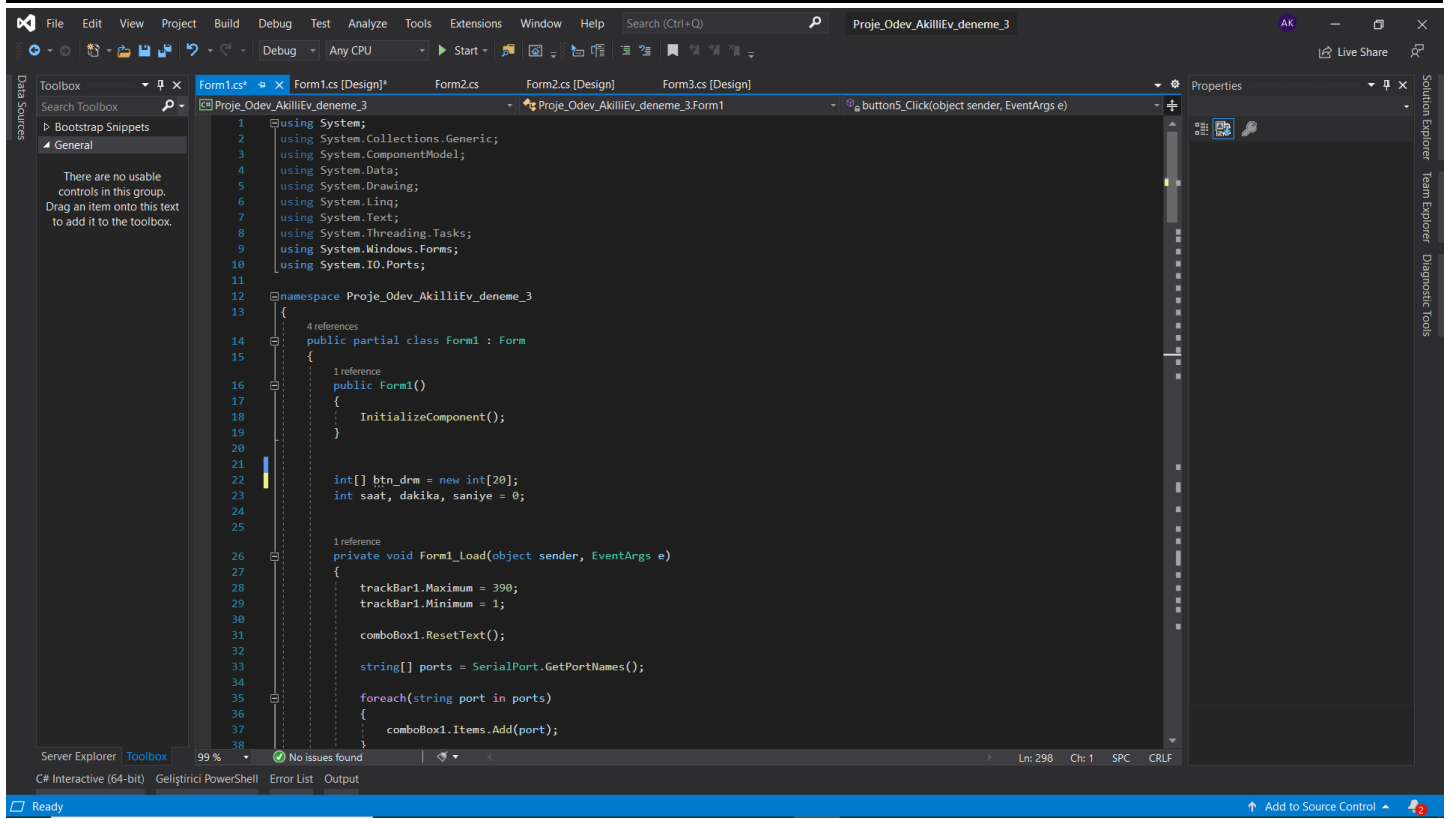 File Edit View Project Build Debug Test Analyze Tools Extensions Window Help Search (Ctrl+Q) Proje_Odev_AkilliEv_deneme_3 AK
Debug Any CPU Start Live Share
Data Sources
Toolbox
Search Toolbox
Bootstrap Snippets
General
There are no usable
controls in this group.
Drag an item onto this text
to add it to the toolbox.
Server Explorer Toolbox
Form1.cs* Form1.cs [Design]* Form2.cs Form2.cs [Design] Form3.cs [Design]
C# Proje_Odev_AkilliEv_deneme_3 Proje_Odev_AkilliEv_deneme_3.Form1 button5_Click(object sender, EventArgs e)
1 using System;
2 using System.Collections.Generic;
3 using System.ComponentModel;
4 using System.Data;
5 using System.Drawing;
6 using System.Linq;
7 using System.Text;
8 using System.Threading.Tasks;
9 using System.Windows.Forms;
10 using System.IO.Ports;
11
12 namespace Proje_Odev_AkilliEv_deneme_3
13 {
4 references
14 public partial class Form1 : Form
15 {
1 reference
16 public Form1()
17 {
18 InitializeComponent();
19 }
20
21
22 int[] btn_drm = new int[20];
23 int saat, dakika, saniye = 0;
24
25
1 reference
26 private void Form1_Load(object sender, EventArgs e)
27 {
28 trackBar1.Maximum = 390;
29 trackBar1.Minimum = 1;
30
31 comboBox1.ResetText();
32
33 string[] ports = SerialPort.GetPortNames();
34
35 foreach(string port in ports)
36 {
37 comboBox1.Items.Add(port);
38 }
99 % No issues found Ln: 298 Ch: 1 SPC CRLF
Properties
Solution Explorer
Team Explorer
Diagnostic Tools
C# Interactive (64-bit) Geliştirici PowerShell Error List Output
Ready Add to Source Control 2